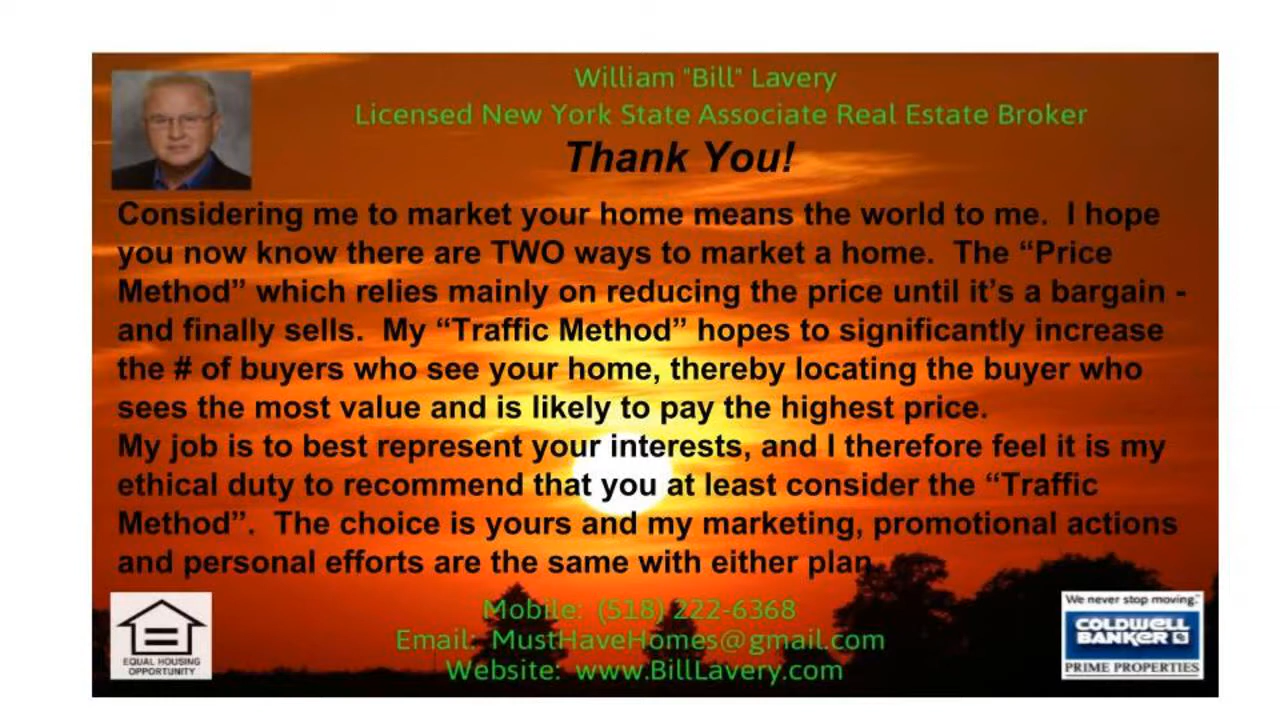 William "Bill" Lavery
Licensed New York State Associate Real Estate Broker
Thank You!
Considering me to market your home means the world to me.  I hope
you now know there are TWO ways to market a home.  The “Price
Method” which relies mainly on reducing the price until it’s a bargain -
and finally sells.  My “Traffic Method” hopes to significantly increase
the # of buyers who see your home, thereby locating the buyer who
sees the most value and is likely to pay the highest price.
My job is to best represent your interests, and I therefore feel it is my
ethical duty to recommend that you at least consider the “Traffic
Method”.  The choice is yours and my marketing, promotional actions
and personal efforts are the same with either plan.
Mobile:  (518) 222-6368
Email:  MustHaveHomes@gmail.com
Website:  www.BillLavery.com
EQUAL HOUSING
OPPORTUNITY
We never stop moving.™
COLDWELL
BANKER
PRIME PROPERTIES